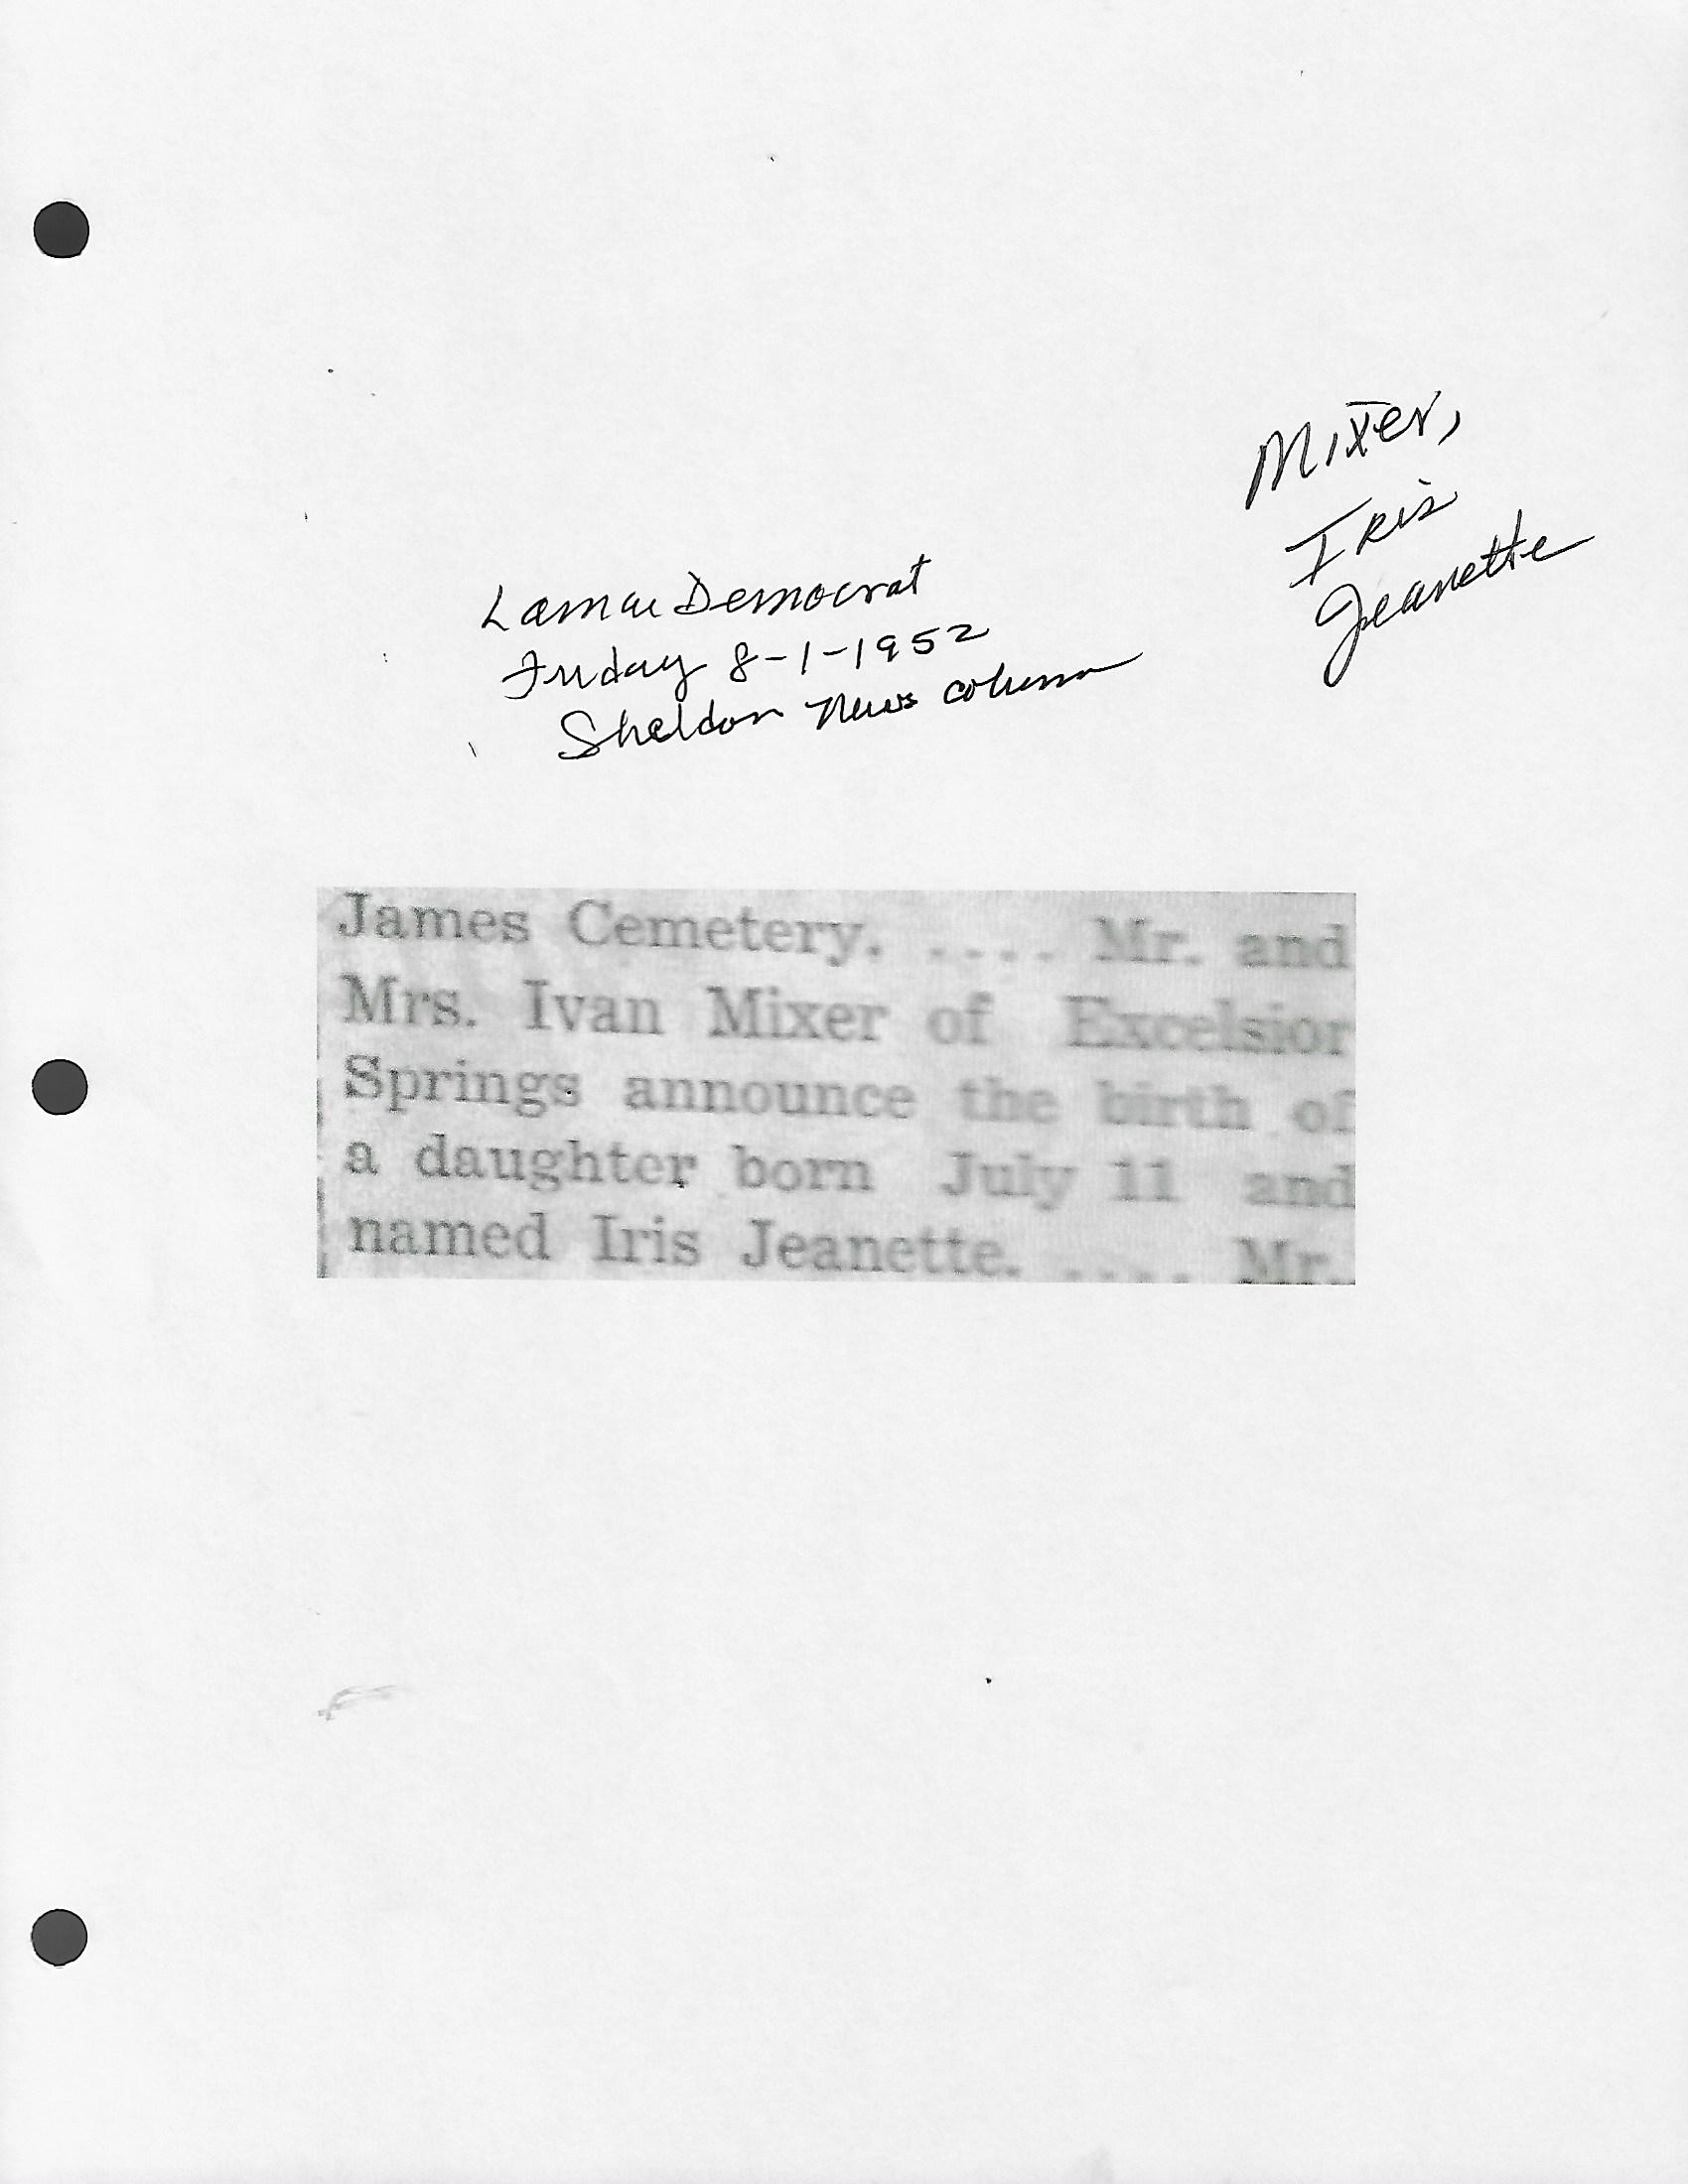 Mixer,
Iris
Jeanette
Lamar Democrat
Friday 8-1-1952
Sheldon News column
James Cemetery. .... Mr. and
Mrs. Ivan Mixer of Excelsior
Springs announce the birth of
a daughter born July 11 and
named Iris Jeanette. .... Mr.